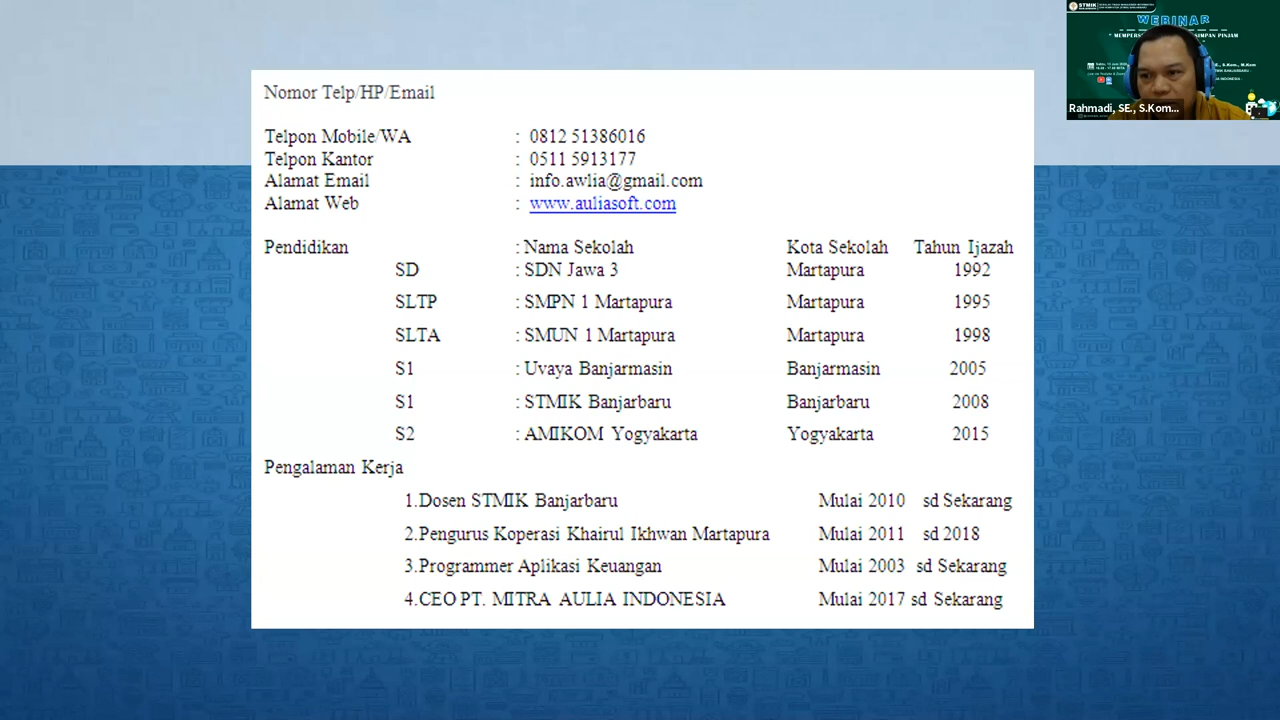 Nomor Telp/HP/Email
Telpon Mobile/WA : 0812 51386016
Telpon Kantor : 0511 5913177
Alamat Email : info.awlia@gmail.com
Alamat Web : www.auliasoft.com
Pendidikan : Nama Sekolah Kota Sekolah Tahun Ijazah
SD : SDN Jawa 3 Martapura 1992
SLTP : SMPN 1 Martapura Martapura 1995
SLTA : SMUN 1 Martapura Martapura 1998
S1 : Uvaya Banjarmasin Banjarmasin 2005
S1 : STMIK Banjarbaru Banjarbaru 2008
S2 : AMIKOM Yogyakarta Yogyakarta 2015
Pengalaman Kerja
1.Dosen STMIK Banjarbaru Mulai 2010 sd Sekarang
2.Pengurus Koperasi Khairul Ikhwan Martapura Mulai 2011 sd 2018
3.Programmer Aplikasi Keuangan Mulai 2003 sd Sekarang
4.CEO PT. MITRA AULIA INDONESIA Mulai 2017 sd Sekarang
STMIK
WEBINAR
SIMPAN PINJAM
Rahmadi, SE., S.Kom...